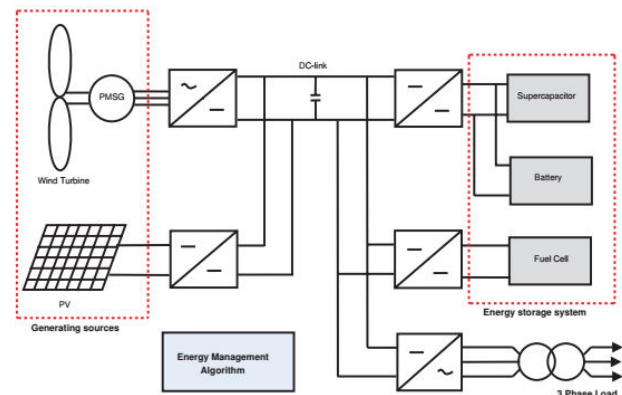 DC-link
PMSG
Supercapacitor
Wind Turbine
Battery
Fuel Cell
PV
Generating sources
Energy storage system
Energy Management
Algorithm
3 Phase Load